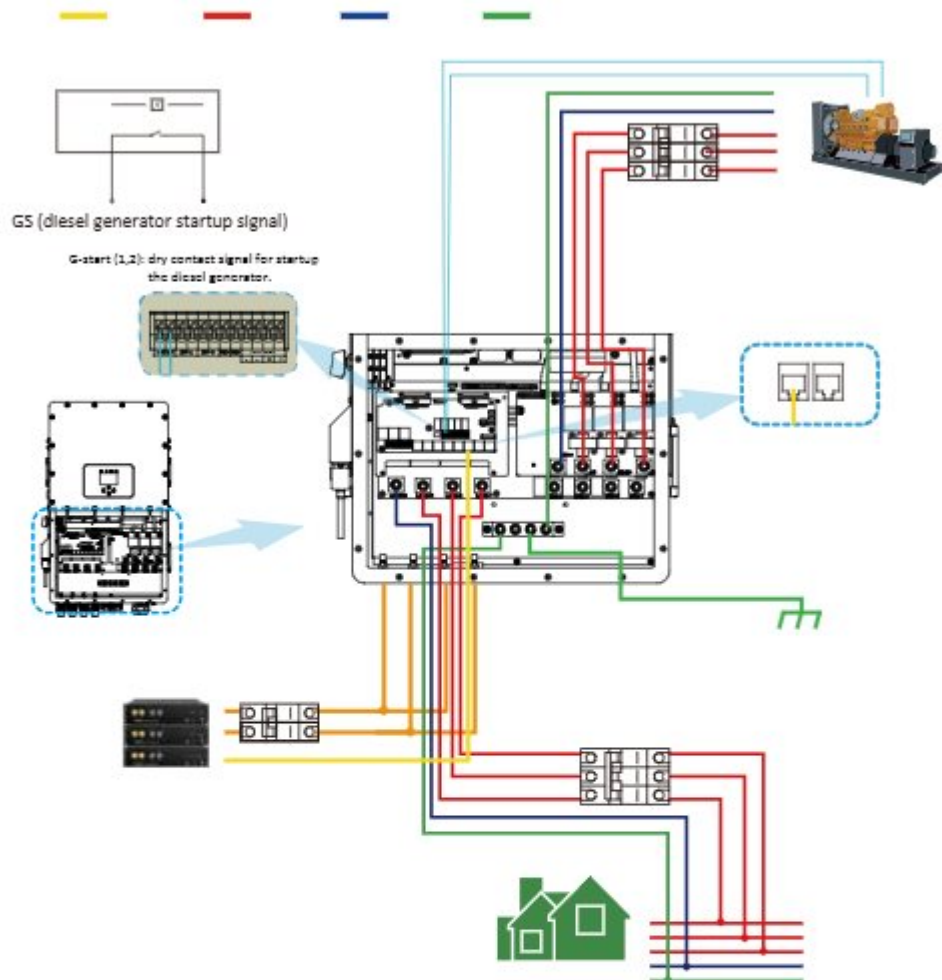 GS (diesel generator startup signal)
G-start (1,2): dry contact signal for startup
the diesel generator.